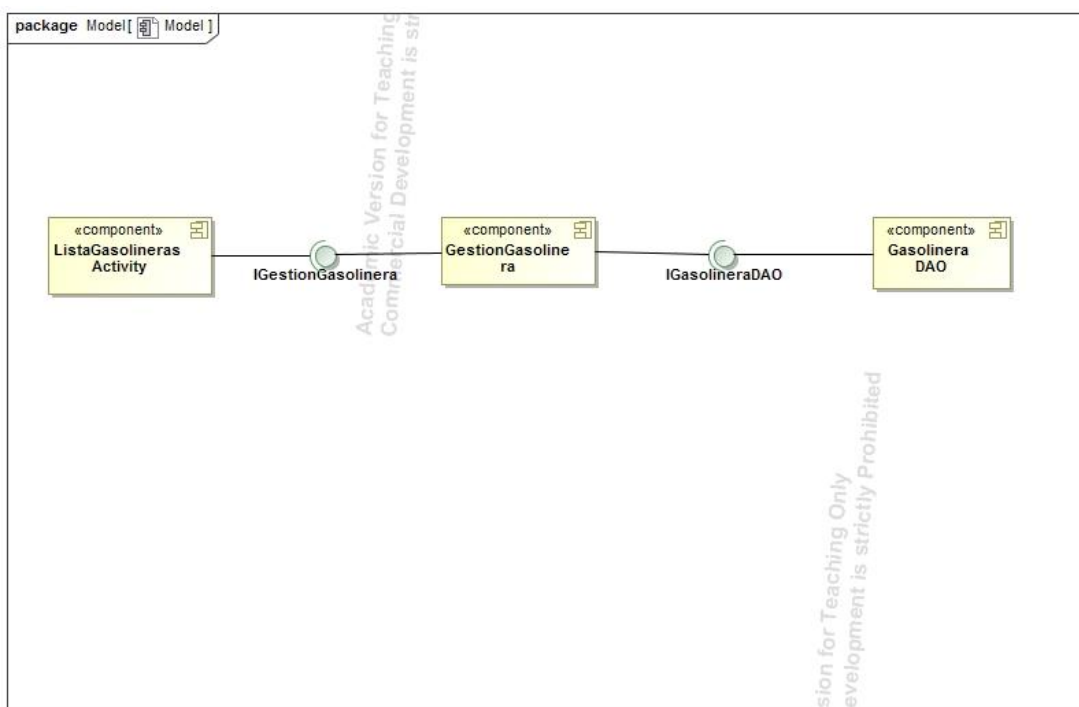 package Model[ Model ]
Academic Version for Teaching
Commercial Development is str
«component»
ListaGasolineras
Activity
IGestionGasolinera
«component»
GestionGasoline
ra
IGasolineraDAO
«component»
Gasolinera
DAO
sion for Teaching Only
evelopment is strictly Prohibited